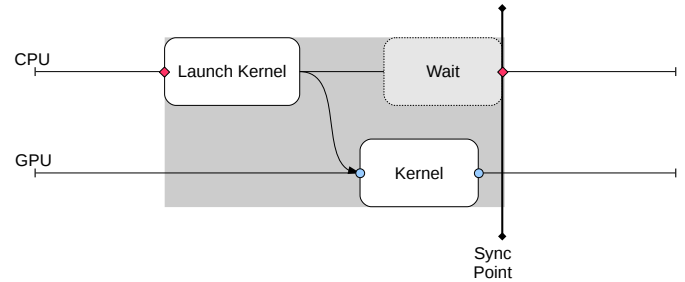 CPU
Launch Kernel
Wait
GPU
Kernel
Sync
Point